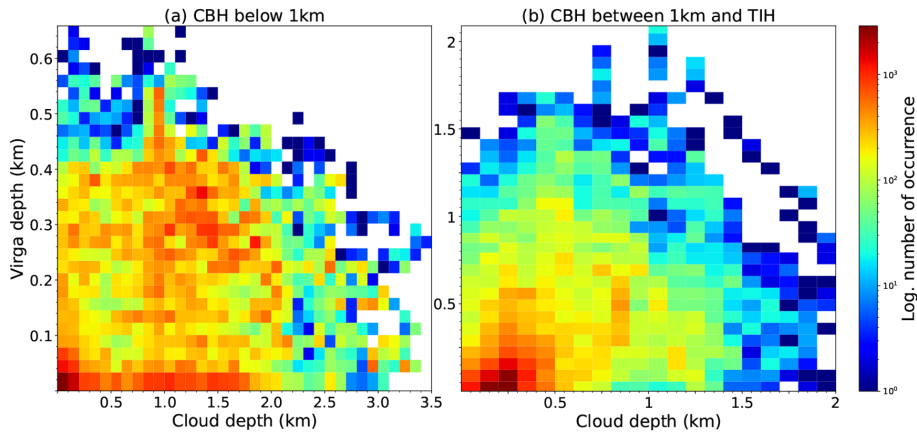 (a) CBH below 1km
(b) CBH between 1km and TIH
Virga depth (km)
0.6
0.5
0.4
0.3
0.2
0.1
0.5 1.0 1.5 2.0 2.5 3.0 3.5
Cloud depth (km)
2
1.5
1
0.5
0.5 1 1.5 2
Cloud depth (km)
10³
10²
10¹
10⁰
Log. number of occurrence